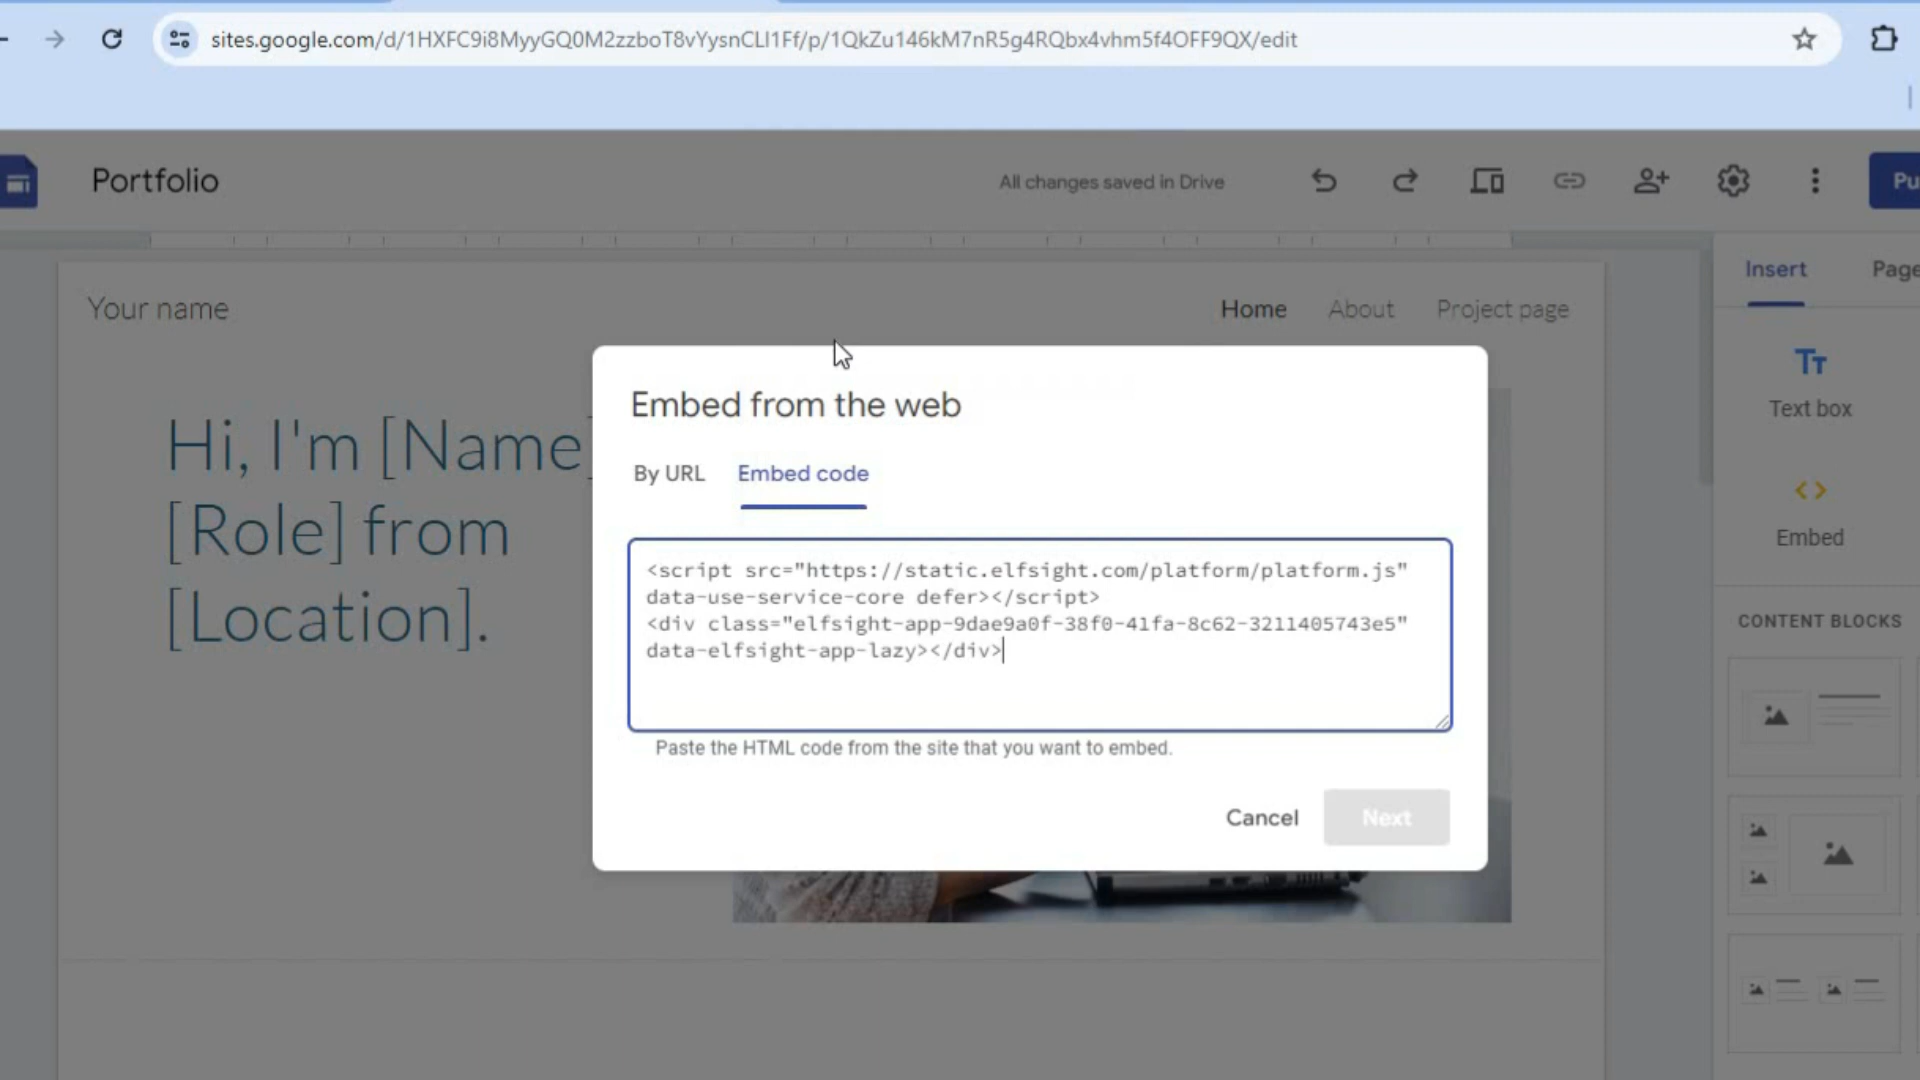 sites.google.com/d/1HXFC9i8MyyGQ0M2zzboT8vYysnCLI1Ff/p/1QkZu146kM7nR5g4RQbx4vhm5f4OFF9QX/edit
Portfolio
All changes saved in Drive
Pu
Insert
Page
Your name
Home
About
Project page
Hi, I'm [Name]
[Role] from
[Location].
Text box
Embed
CONTENT BLOCKS
Embed from the web
By URL
Embed code
<script src="https://static.elfsight.com/platform/platform.js"
data-use-service-core defer></script>
<div class="elfsight-app-9dae9a0f-38f0-41fa-8c62-3211405743e5"
data-elfsight-app-lazy></div>
Paste the HTML code from the site that you want to embed.
Cancel
Next